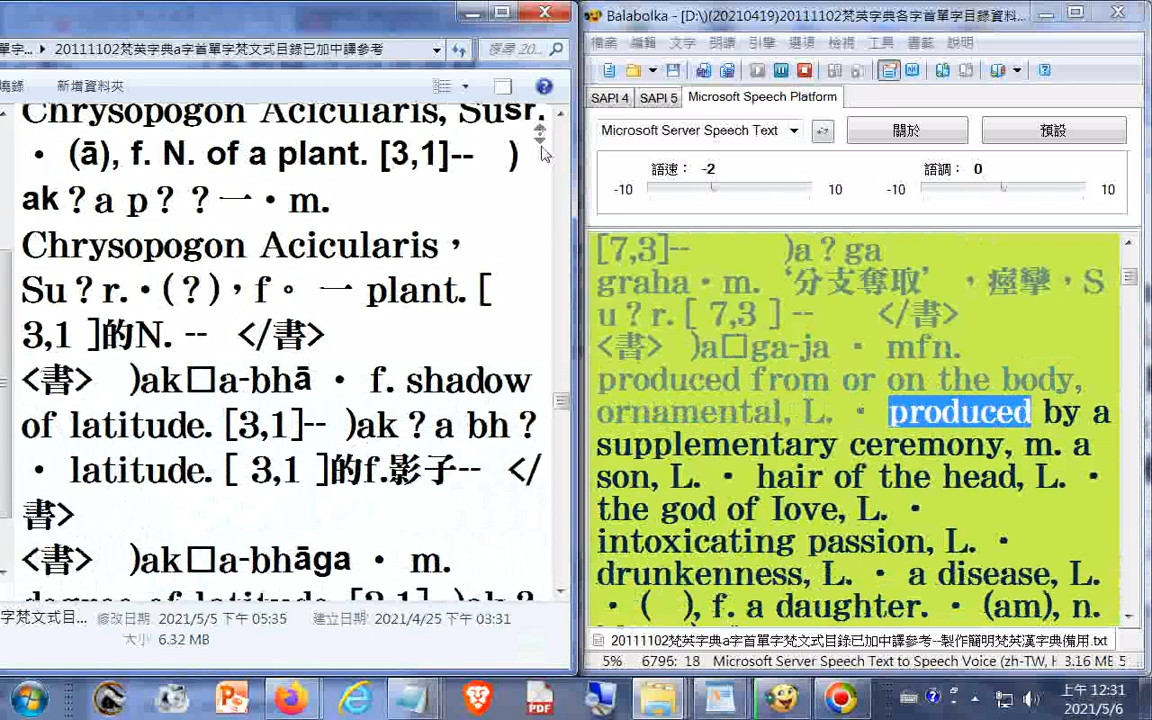 單字... ▸ 20111102梵英字典a字首單字梵文式目錄已加中譯參考
搜尋 20...
燒錄 新增資料夾
Chrysopogon Acicularis, Suśr.
• (ā), f. N. of a plant. [3,1]-- )
ak？a p？？一・m.
Chrysopogon Acicularis，
Su？r.・(？)，f。 一 plant. [
3,1 ]的N. -- </書>
<書> )ak□a-bhā • f. shadow
of latitude. [3,1]-- )ak？a bh？
• latitude. [ 3,1 ]的f.影子-- </
書>
<書> )ak□a-bhāga • m.
degree of latitude. [3,1]-- )ak？
字梵文式目... 修改日期: 2021/5/5 下午 05:35 建立日期: 2021/4/25 下午 03:31
大小: 6.32 MB
Balabolka - [D:\)(20210419)20111102梵英字典各字首單字目錄資料...
檔案 編輯 文字 朗讀 引擎 選項 檢視 工具 書籤 說明
SAPI 4 SAPI 5 Microsoft Speech Platform
Microsoft Server Speech Text 關於 預設
語速： -2 語調： 0
-10 10 -10 10
[7,3]-- )a？ga
graha・m.‘分支奪取’，痙攣，S
u？r. [ 7,3 ] -- </書>
<書> )a□ga-ja • mfn.
produced from or on the body,
ornamental, L. • produced by a
supplementary ceremony, m. a
son, L. • hair of the head, L. •
the god of love, L. •
intoxicating passion, L. •
drunkenness, L. • a disease, L.
• ( ), f. a daughter. • (am), n.
20111102梵英字典a字首單字梵文式目錄已加中譯參考--製作簡明梵英漢字典備用.txt
5% 6796: 18 Microsoft Server Speech Text to Speech Voice (zh-TW, H 3.16 MB 5
PDF
上午 12:31
2021/5/6